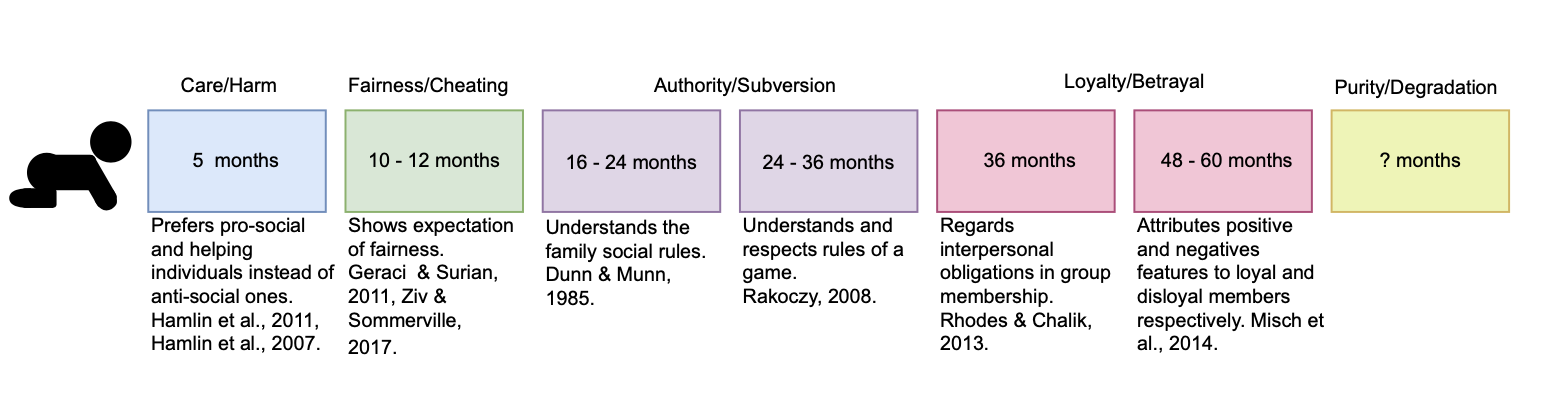 Care/Harm
Fairness/Cheating
Authority/Subversion
Loyalty/Betrayal
Purity/Degradation
5 months
10 - 12 months
16 - 24 months
24 - 36 months
36 months
48 - 60 months
? months
Prefers pro-social
and helping
individuals instead of
anti-social ones.
Hamlin et al., 2011,
Hamlin et al., 2007.
Shows expectation
of fairness.
Geraci & Surian,
2011, Ziv &
Sommerville,
2017.
Understands the
family social rules.
Dunn & Munn,
1985.
Understands and
respects rules of a
game.
Rakoczy, 2008.
Regards
interpersonal
obligations in group
membership.
Rhodes & Chalik,
2013.
Attributes positive
and negatives
features to loyal and
disloyal members
respectively. Misch et
al., 2014.